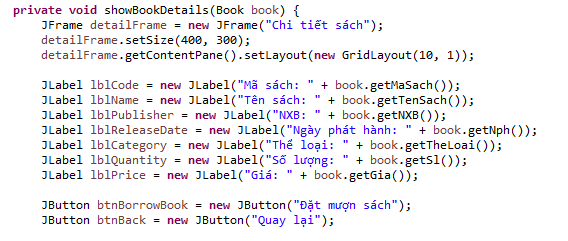 private void showBookDetails(Book book) {
JFrame detailFrame = new JFrame("Chi tiết sách");
detailFrame.setSize(400, 300);
detailFrame.getContentPane().setLayout(new GridLayout(10, 1));
JLabel lblCode = new JLabel("Mã sách: " + book.getMaSach());
JLabel lblName = new JLabel("Tên sách: " + book.getTenSach());
JLabel lblPublisher = new JLabel("NXB: " + book.getNXB());
JLabel lblReleaseDate = new JLabel("Ngày phát hành: " + book.getNph());
JLabel lblCategory = new JLabel("Thể loại: " + book.getTheLoai());
JLabel lblQuantity = new JLabel("Số lượng: " + book.getSl());
JLabel lblPrice = new JLabel("Giá: " + book.getGia());
JButton btnBorrowBook = new JButton("Đặt mượn sách");
JButton btnBack = new JButton("Quay lại");